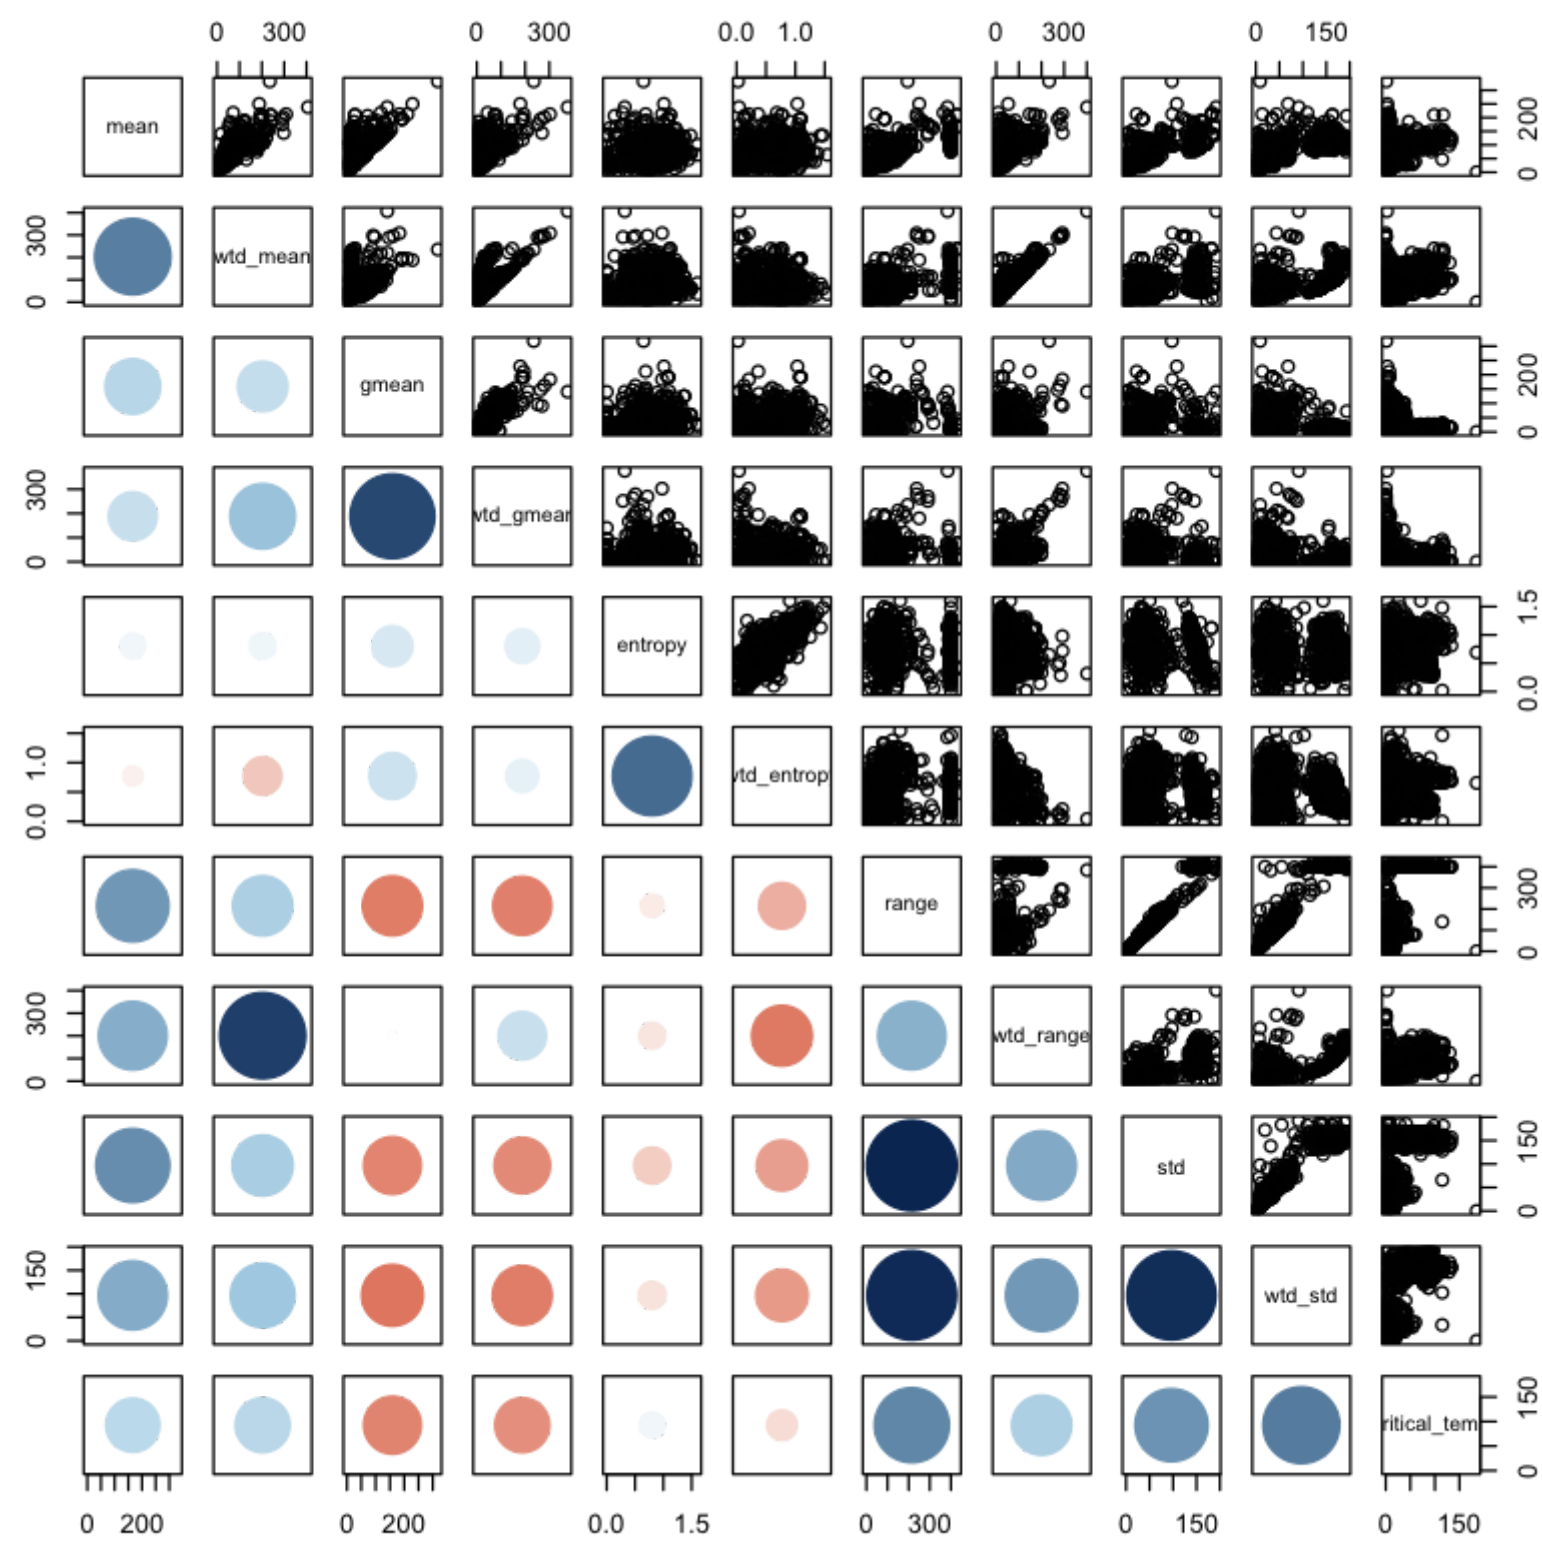 0 300 0 300 0.0 1.0 0 300 0 150
mean 0 200
0 300 wtd_mean
gmean 0 200
0 300 vtd_gmear
entropy 0.0 1.5
0.0 1.0 vtd_entrop
range 0 300
0 300 wtd_range
std 0 150
0 150 wtd_std
ritical_tem 0 150
0 200 0 200 0.0 1.5 0 300 0 150 0 150